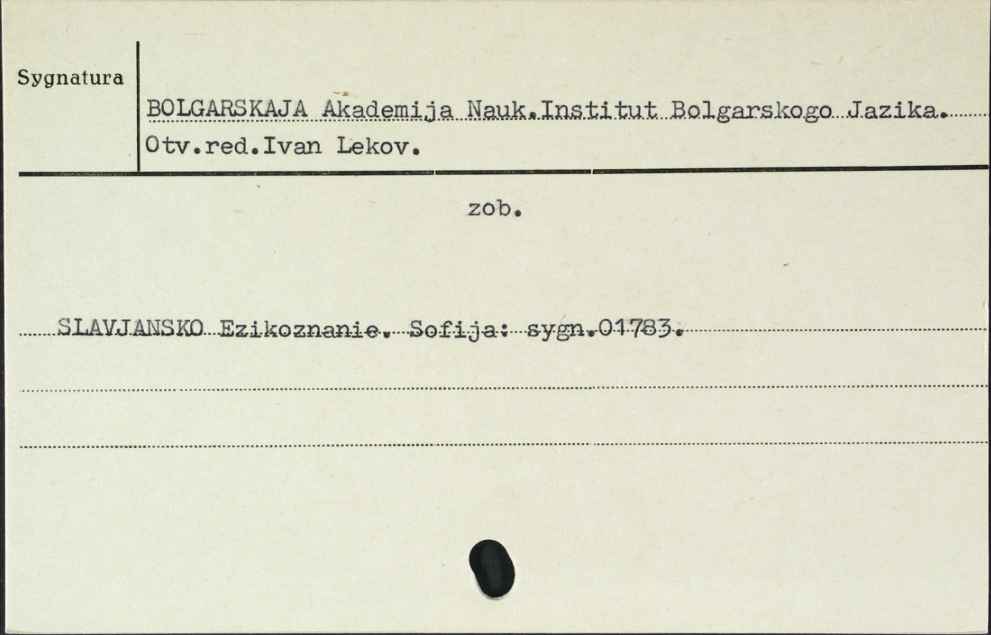 Sygnatura
BOLGARSKAJA Akademija Nauk.Institut Bolgarskogo Jazika.
Otv.red.Ivan Lekov.
zob.
SLAVJANSKO Ezikoznanie. Sofija: sygn.01783.